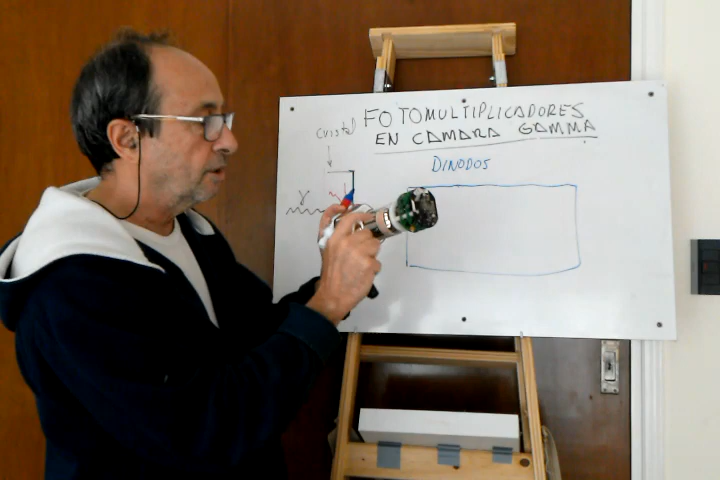 FOTOMULTIPLICADORES
EN CAMARA GAMMA
cristal
DINODOS
γ